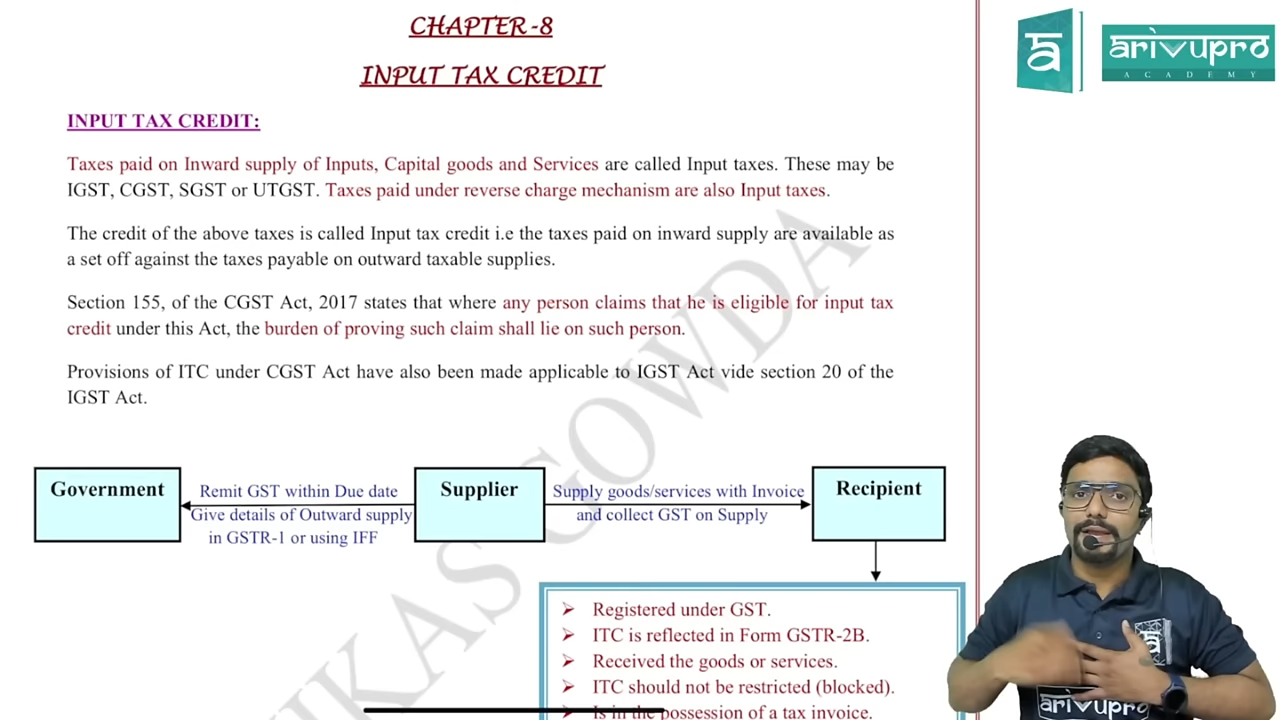 CHAPTER-8
INPUT TAX CREDIT
INPUT TAX CREDIT:
Taxes paid on Inward supply of Inputs, Capital goods and Services are called Input taxes. These may be
IGST, CGST, SGST or UTGST. Taxes paid under reverse charge mechanism are also Input taxes.
The credit of the above taxes is called Input tax credit i.e the taxes paid on inward supply are available as
a set off against the taxes payable on outward taxable supplies.
Section 155, of the CGST Act, 2017 states that where any person claims that he is eligible for input tax
credit under this Act, the burden of proving such claim shall lie on such person.
Provisions of ITC under CGST Act have also been made applicable to IGST Act vide section 20 of the
IGST Act.
Government
Remit GST within Due date
Give details of Outward supply
in GSTR-1 or using IFF
Supplier
Supply goods/services with Invoice
and collect GST on Supply
Recipient
Registered under GST.
ITC is reflected in Form GSTR-2B.
Received the goods or services.
ITC should not be restricted (blocked).
Is in the possession of a tax invoice.
IKAS GOWDA
arivupro
ACADEMY
arivupro